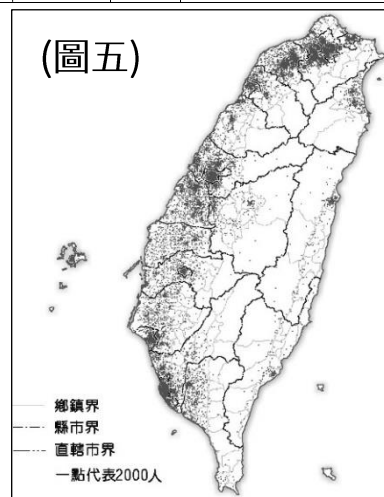 (圖五)
鄉鎮界
縣市界
直轄市界
一點代表2000人